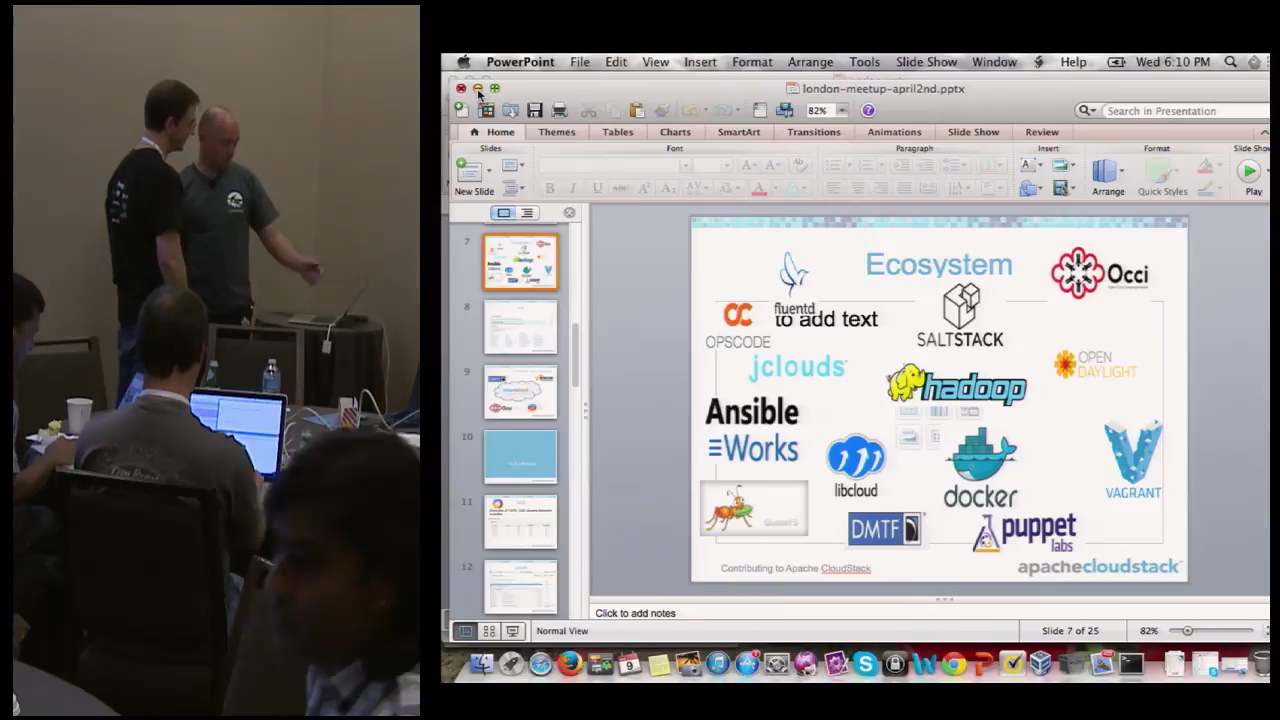 PowerPoint File Edit View Insert Format Arrange Tools Slide Show Window Help Wed 6:10 PM
london-meetup-april2nd.pptx
82% Search in Presentation
Home Themes Tables Charts SmartArt Transitions Animations Slide Show Review
Slides Font Paragraph Insert Format Slide Show
New Slide Arrange Quick Styles Play
7
8
9
10
11
12
Ecosystem
Occi
fluentd
to add text
OPSCODE
SALTSTACK
jclouds
OPEN
DAYLIGHT
hadoop
Ansible
Works
libcloud
docker
VAGRANT
DMTF
puppet
labs
Contributing to Apache CloudStack
apachecloudstack
Click to add notes
Normal View Slide 7 of 25 82%
9